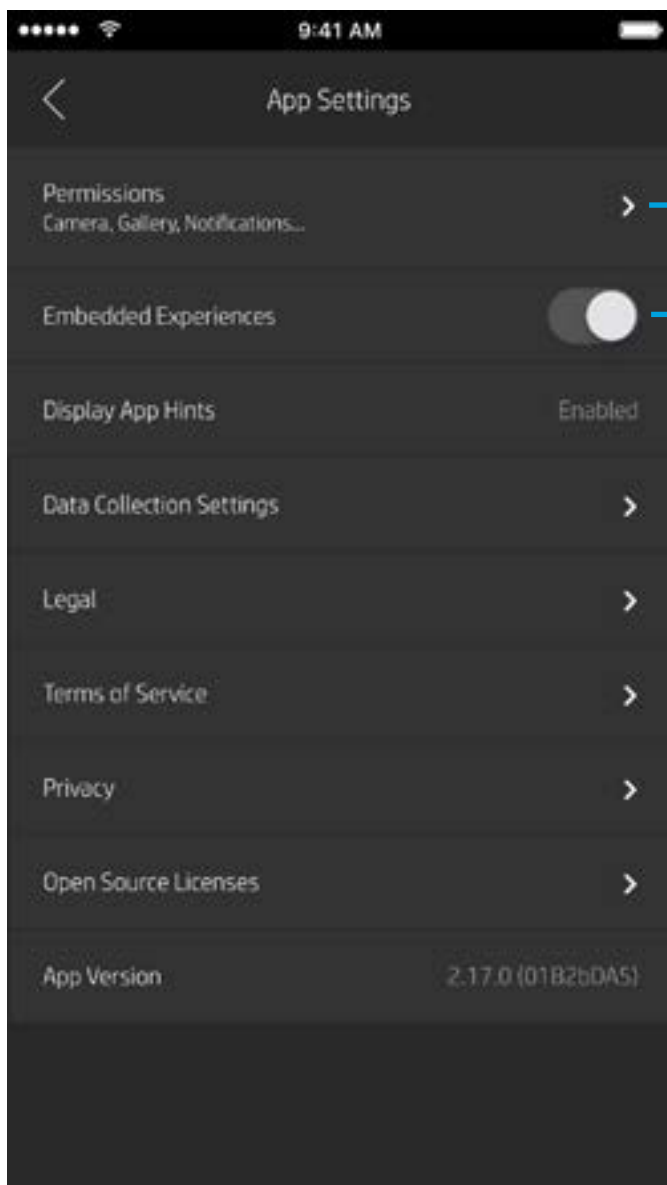 9:41 AM
App Settings
Permissions
Camera, Gallery, Notifications...
Embedded Experiences
Display App Hints Enabled
Data Collection Settings
Legal
Terms of Service
Privacy
Open Source Licenses
App Version 2.17.0 (01B2bDA5)